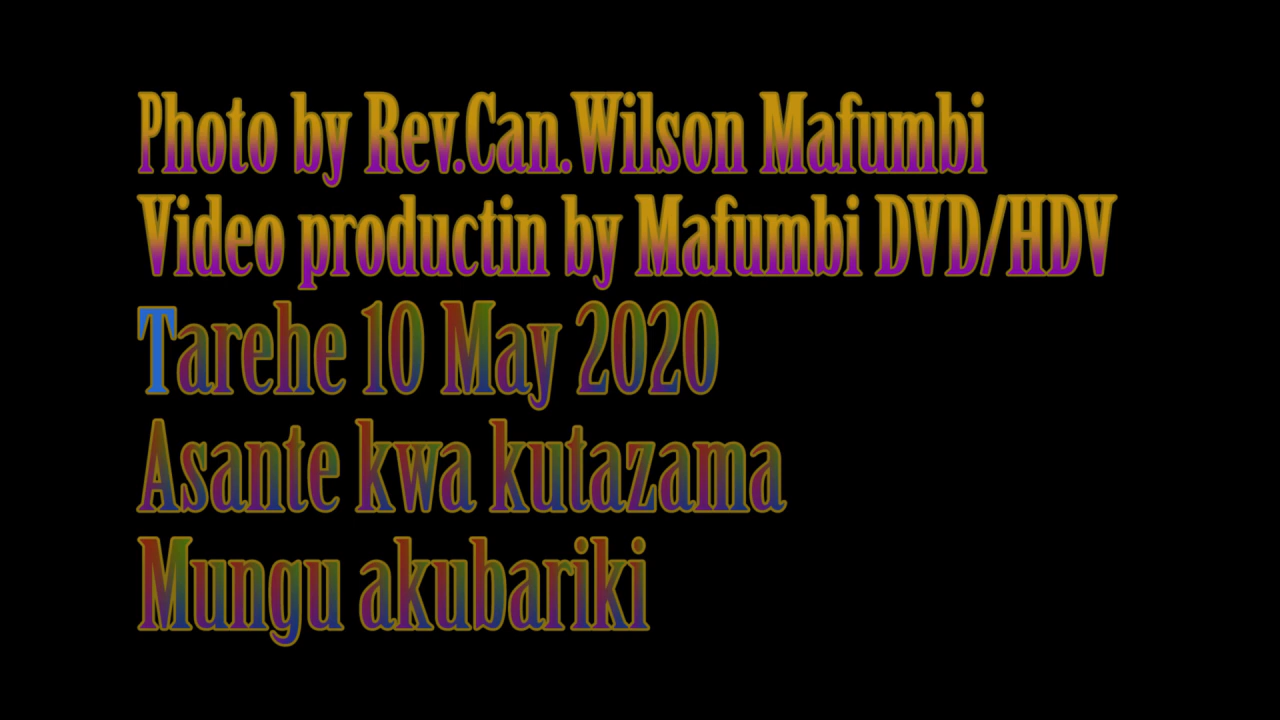 Photo by Rev.Can.Wilson Mafumbi
Video productin by Mafumbi DVD/HDV
Tarehe 10 May 2020
Asante kwa kutazama
Mungu akubariki